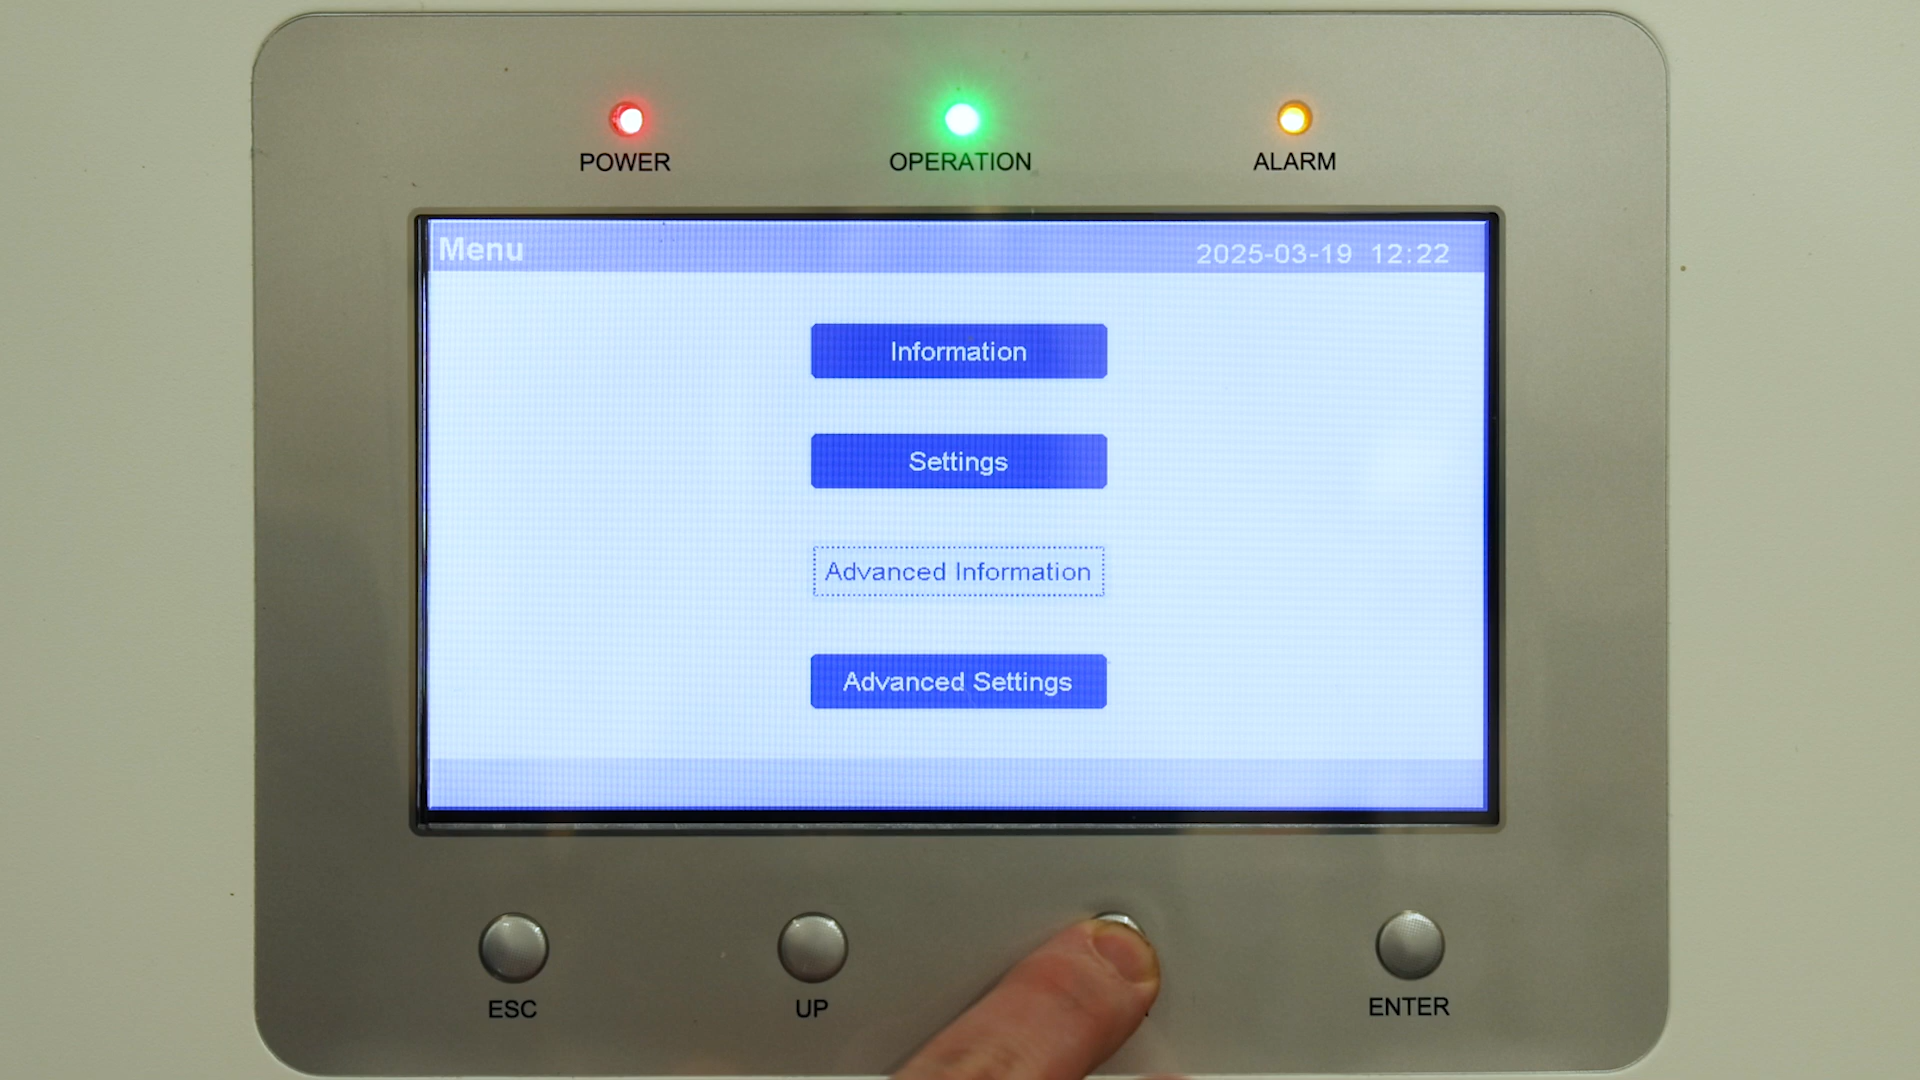 POWER
OPERATION
ALARM
Menu
2025-03-19 12:22
Information
Settings
Advanced Information
Advanced Settings
ESC
UP
ENTER